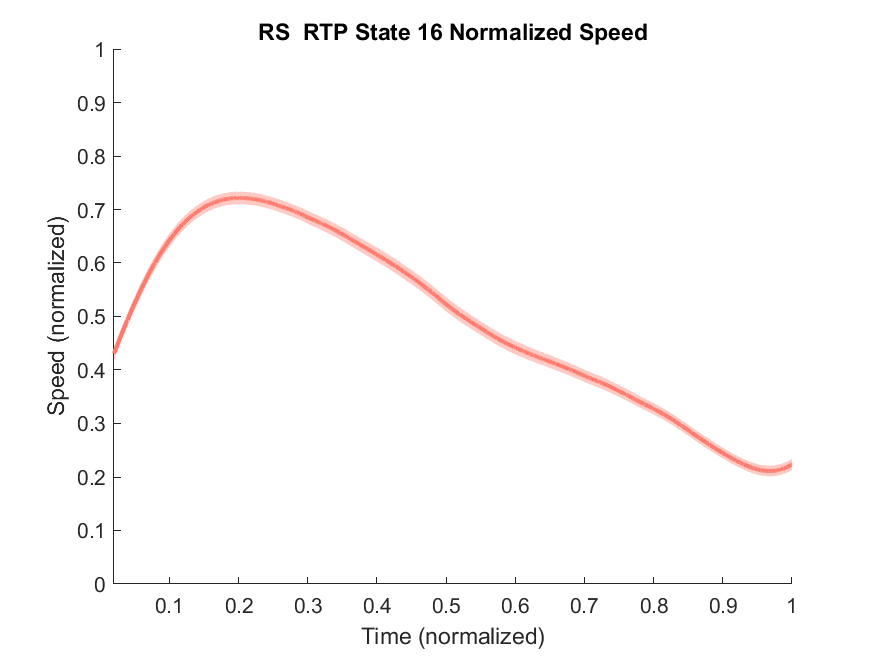 RS  RTP State 16 Normalized Speed
1
0.9
0.8
0.7
0.6
0.5
0.4
0.3
0.2
0.1
0
Speed (normalized)
0.1 0.2 0.3 0.4 0.5 0.6 0.7 0.8 0.9 1
Time (normalized)